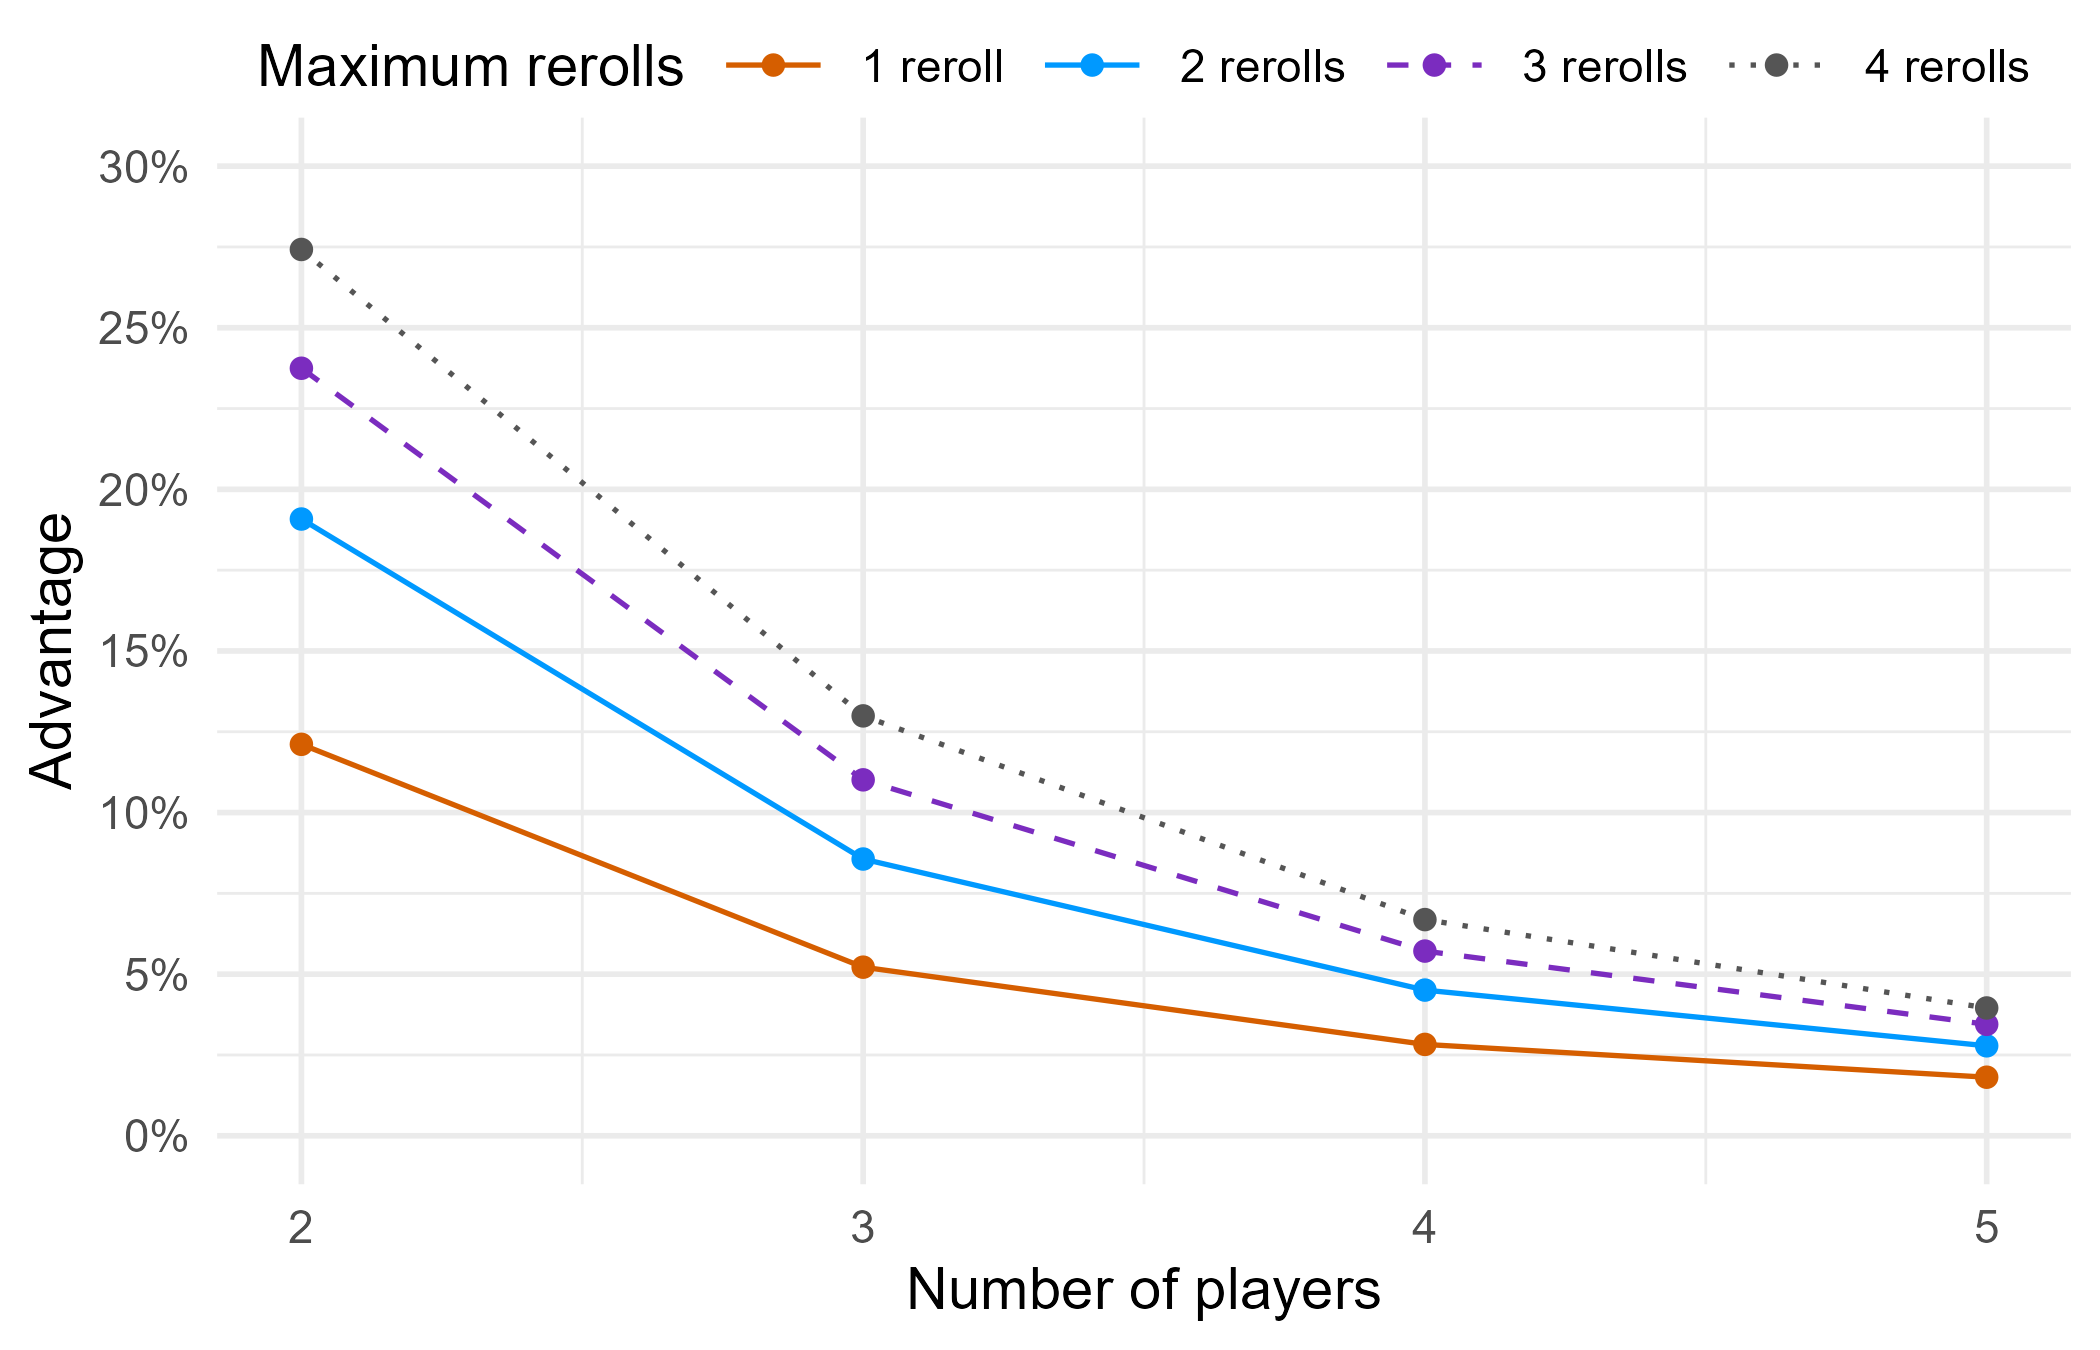 Maximum rerolls 1 reroll 2 rerolls 3 rerolls 4 rerolls
30%
25%
20%
15%
10%
5%
0%
Advantage
2 3 4 5
Number of players